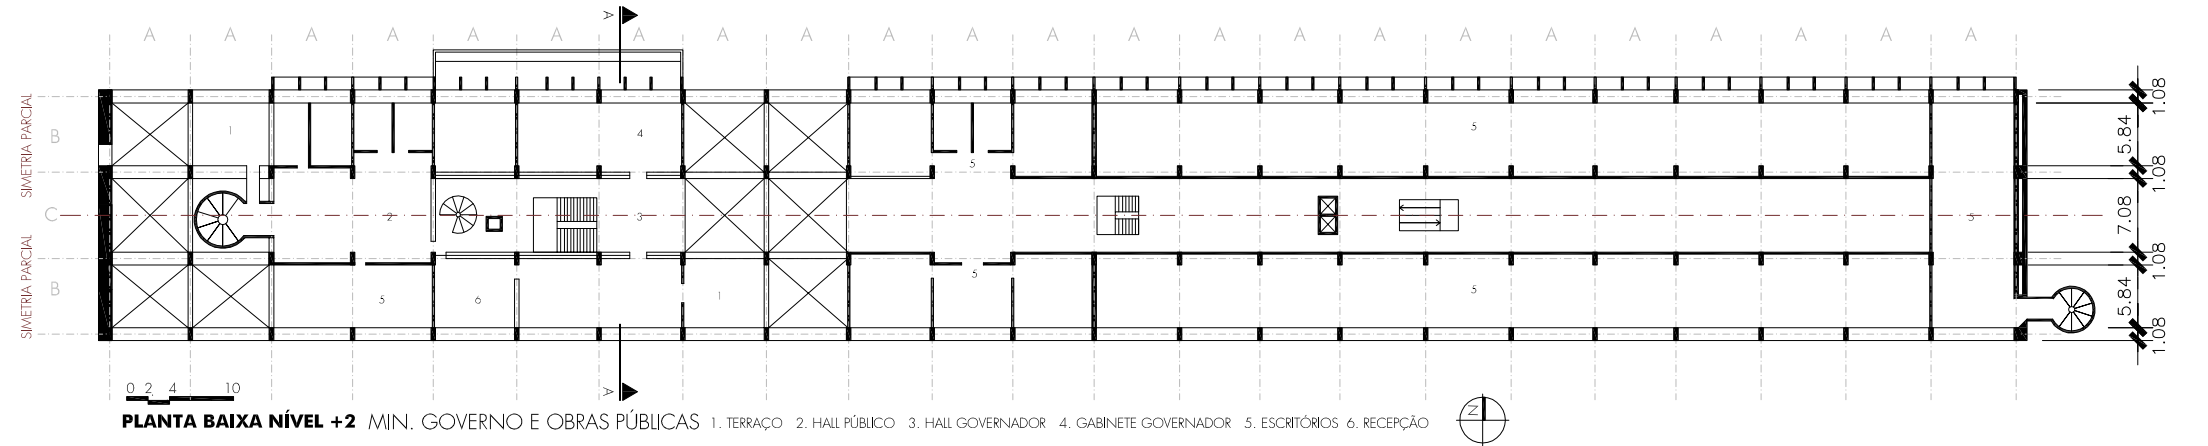 A
A A A A A A A A A A A A A A A A A A A A A A A
SIMETRIA PARCIAL
B
1
4
5
5
C
2
3
5
SIMETRIA PARCIAL
B
5
6
1
5
5
1.08
5.84
1.08
7.08
1.08
5.84
1.08
A
0 2 4 10
N
PLANTA BAIXA NÍVEL +2 MIN. GOVERNO E OBRAS PÚBLICAS 1. TERRAÇO 2. HALL PÚBLICO 3. HALL GOVERNADOR 4. GABINETE GOVERNADOR 5. ESCRITÓRIOS 6. RECEPÇÃO